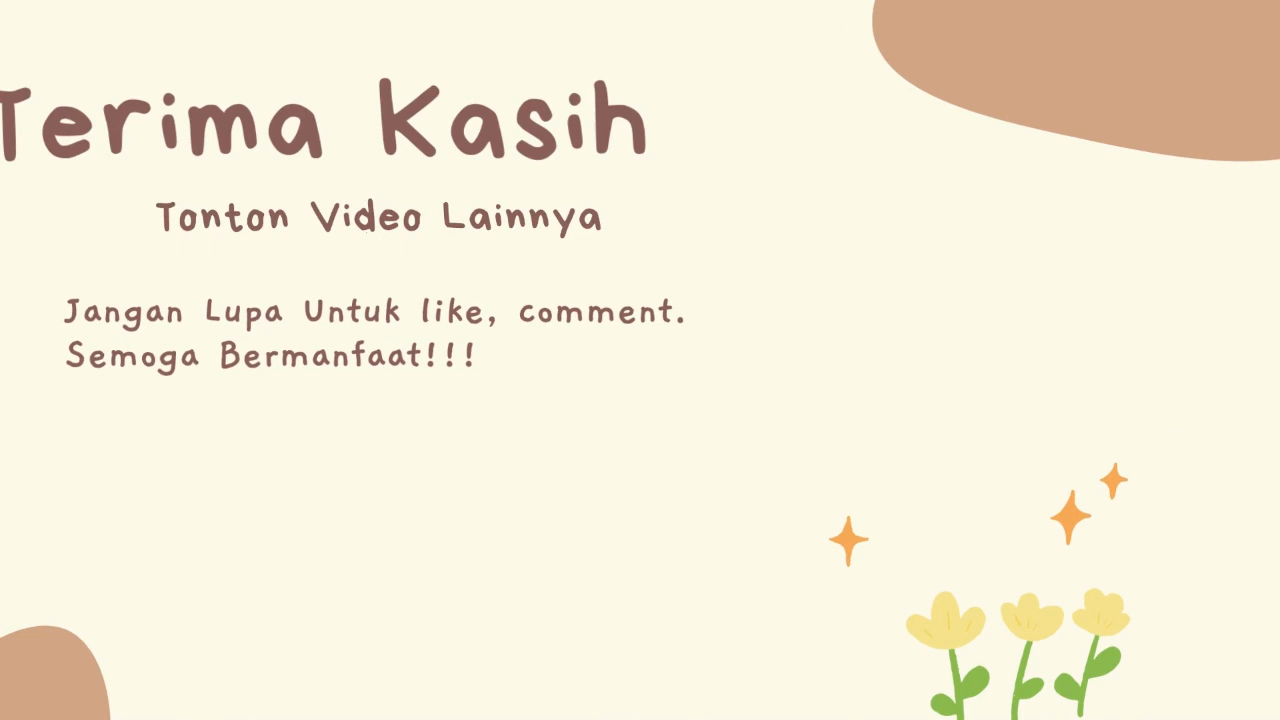 Terima Kasih
Tonton Video Lainnya
Jangan Lupa Untuk like, comment.
Semoga Bermanfaat!!!